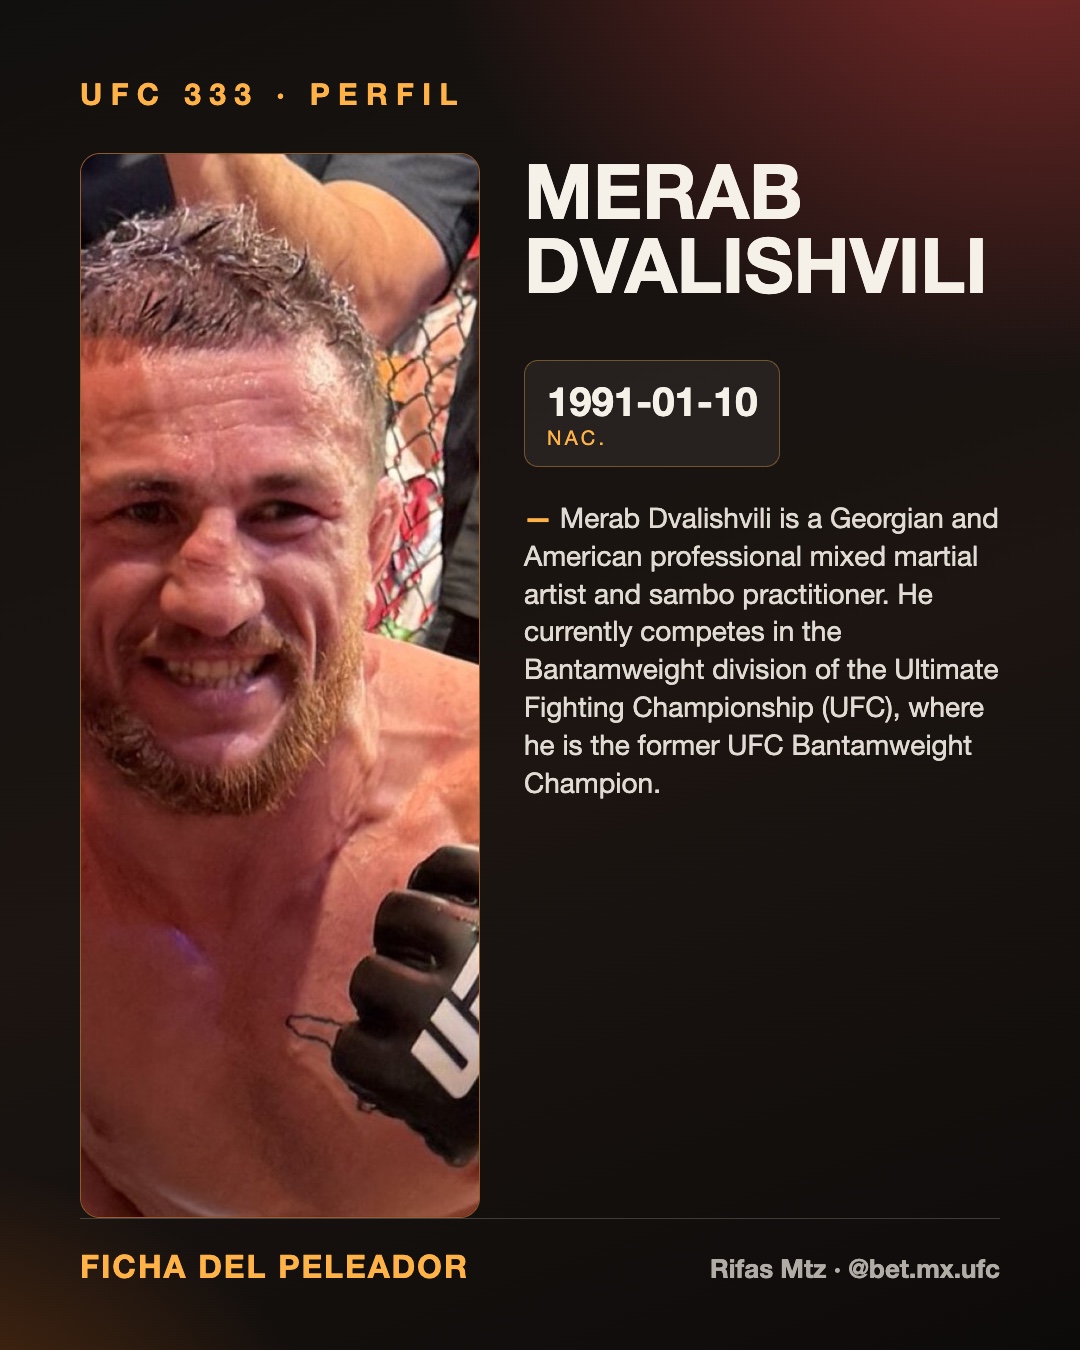 UFC 333 · PERFIL
MERAB
DVALISHVILI
1991-01-10
NAC.
— Merab Dvalishvili is a Georgian and
American professional mixed martial
artist and sambo practitioner. He
currently competes in the
Bantamweight division of the Ultimate
Fighting Championship (UFC), where
he is the former UFC Bantamweight
Champion.
FICHA DEL PELEADOR
Rifas Mtz · @bet.mx.ufc